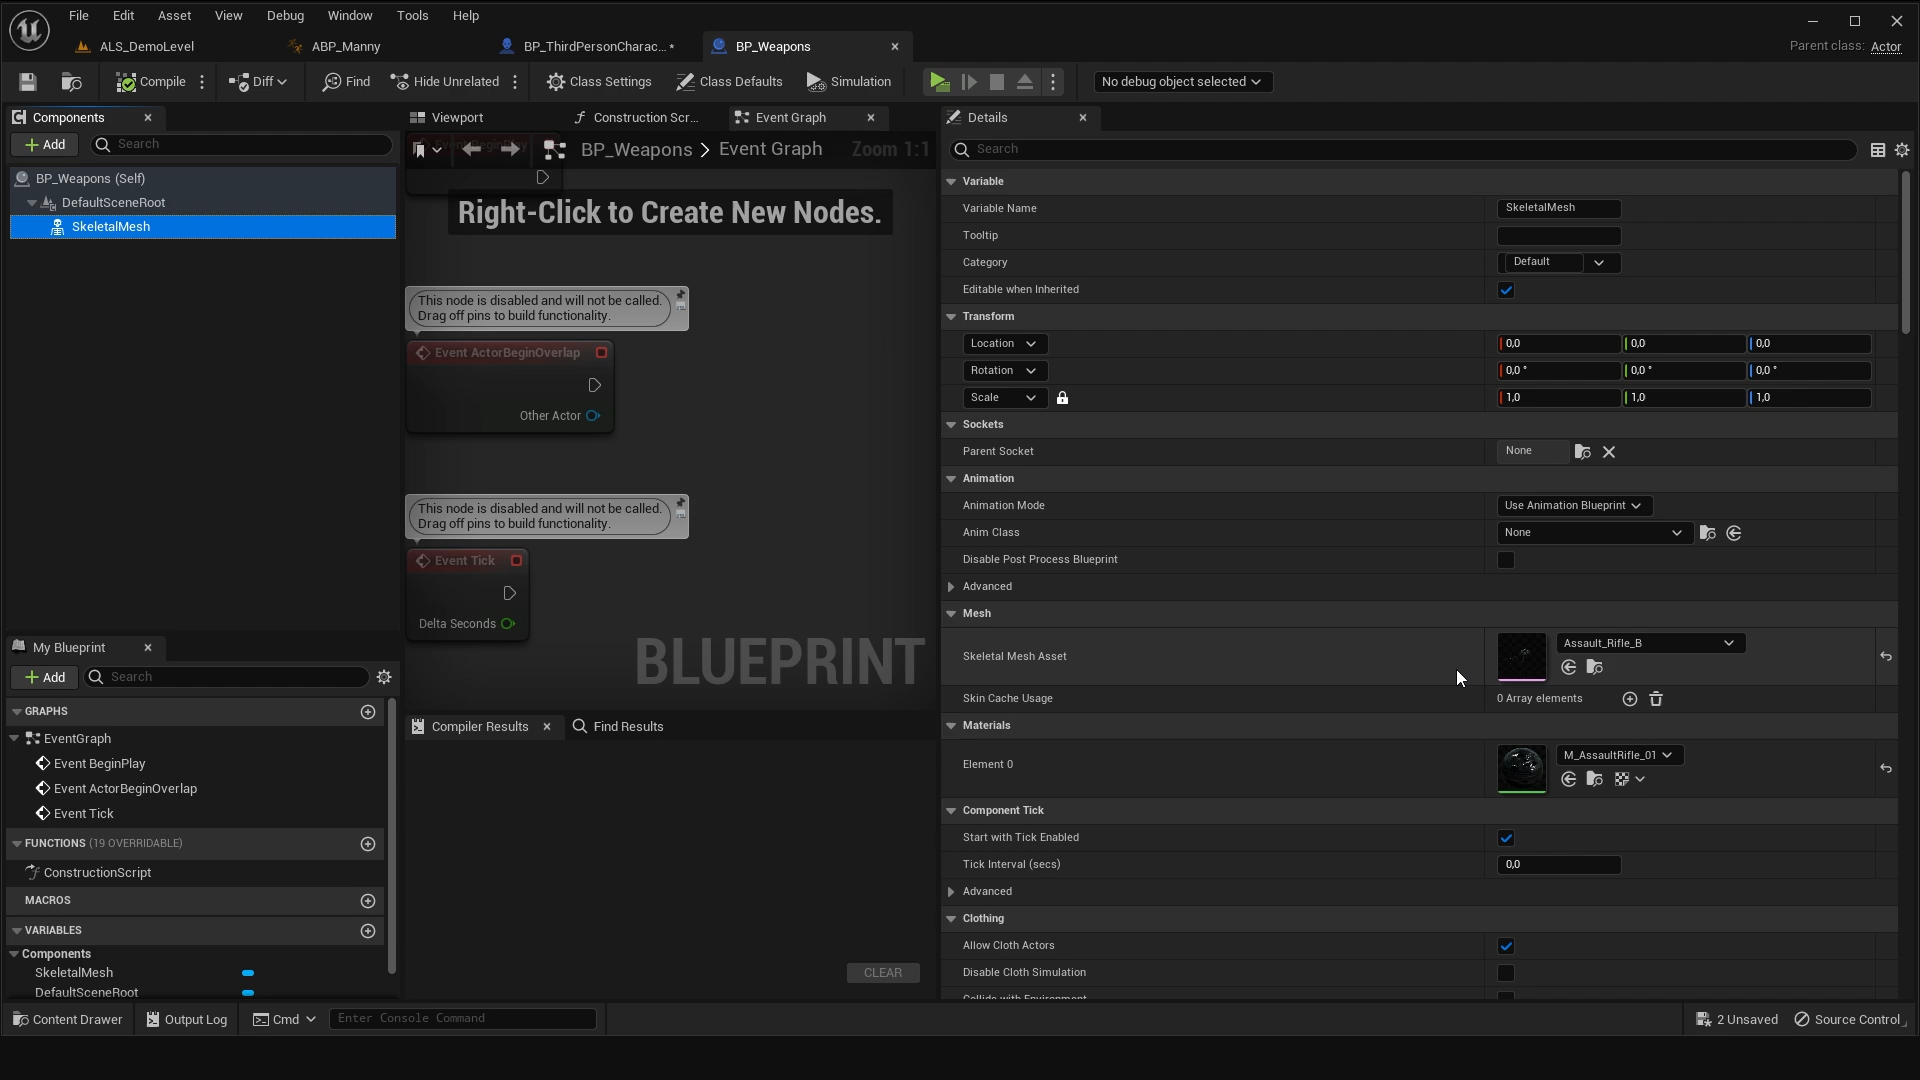 File Edit Asset View Debug Window Tools Help
ALS_DemoLevel ABP_Manny BP_ThirdPersonCharac...* BP_Weapons Parent class: Actor
Compile Diff Find Hide Unrelated Class Settings Class Defaults Simulation No debug object selected
Components
Add Search
BP_Weapons (Self)
DefaultSceneRoot
SkeletalMesh
My Blueprint
Add Search
GRAPHS
EventGraph
Event BeginPlay
Event ActorBeginOverlap
Event Tick
FUNCTIONS (19 OVERRIDABLE)
ConstructionScript
MACROS
VARIABLES
Components
SkeletalMesh
DefaultSceneRoot
Viewport Construction Scr... Event Graph
BP_Weapons > Event Graph Zoom 1:1
Right-Click to Create New Nodes.
This node is disabled and will not be called.
Drag off pins to build functionality.
Event ActorBeginOverlap
Other Actor
This node is disabled and will not be called.
Drag off pins to build functionality.
Event Tick
Delta Seconds
BLUEPRINT
Compiler Results Find Results
CLEAR
Details
Search
Variable
Variable Name SkeletalMesh
Tooltip
Category Default
Editable when Inherited
Transform
Location 0,0 0,0 0,0
Rotation 0,0 ° 0,0 ° 0,0 °
Scale 1,0 1,0 1,0
Sockets
Parent Socket None
Animation
Animation Mode Use Animation Blueprint
Anim Class None
Disable Post Process Blueprint
Advanced
Mesh
Skeletal Mesh Asset Assault_Rifle_B
Skin Cache Usage 0 Array elements
Materials
Element 0 M_AssaultRifle_01
Component Tick
Start with Tick Enabled
Tick Interval (secs) 0,0
Advanced
Clothing
Allow Cloth Actors
Disable Cloth Simulation
Collide with Environment
Content Drawer Output Log Cmd Enter Console Command 2 Unsaved Source Control